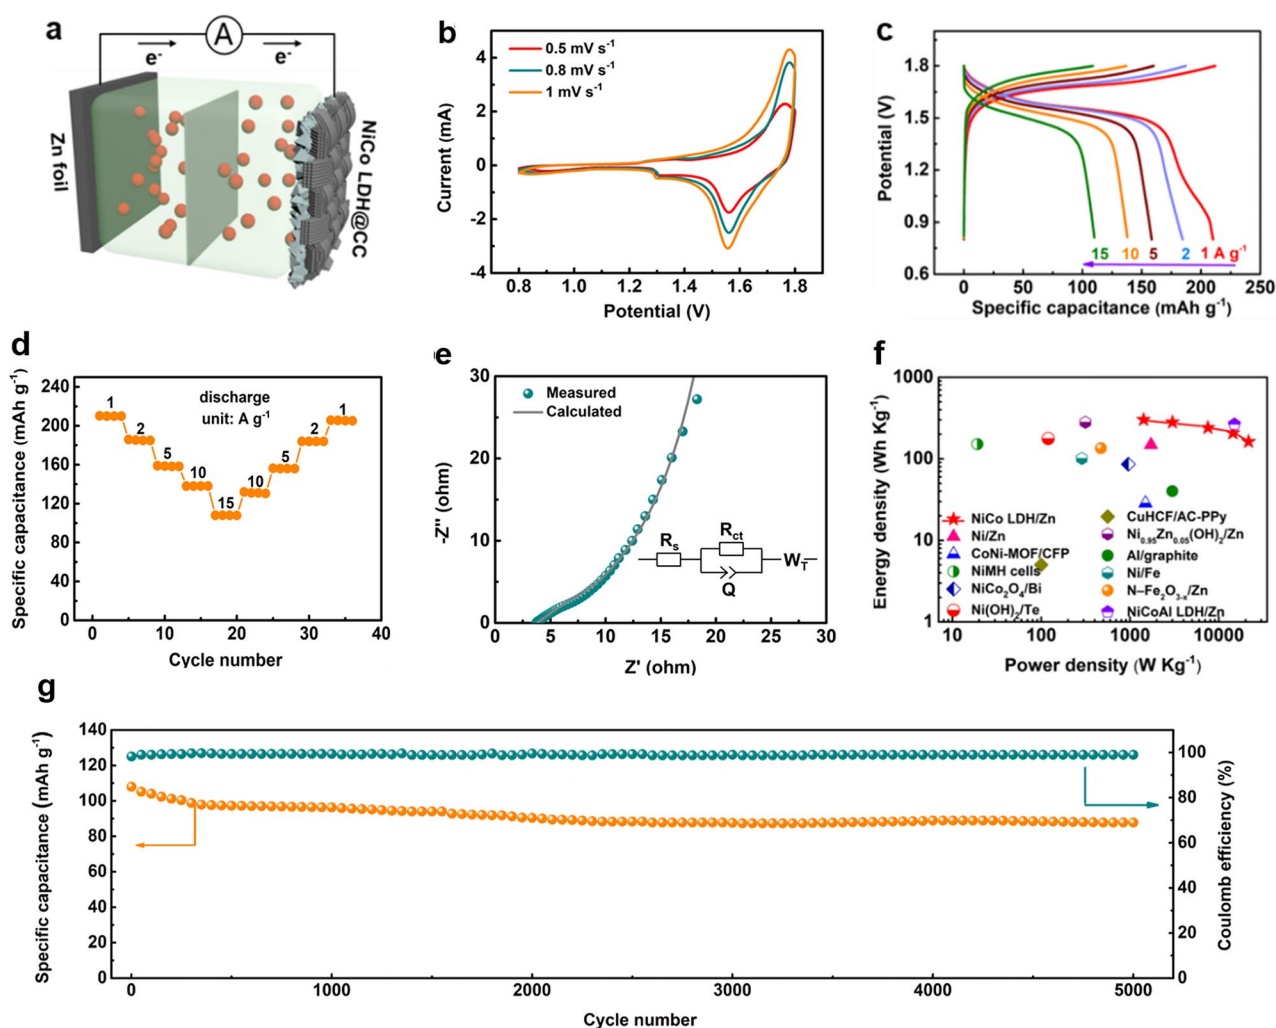 a
A
e⁻
e⁻
Zn foil
NiCo LDH@CC
b
0.5 mV s⁻¹
0.8 mV s⁻¹
1 mV s⁻¹
4
2
0
-2
-4
Current (mA)
0.8
1.0
1.2
1.4
1.6
1.8
Potential (V)
c
1.8
1.5
1.2
0.9
0.6
Potential (V)
15
10
5
2
1 A g⁻¹
0
50
100
150
200
250
Specific capacitance (mAh g⁻¹)
d
240
200
160
120
80
40
0
Specific capacitance (mAh g⁻¹)
discharge
unit: A g⁻¹
1
2
5
10
15
10
5
2
1
0
10
20
30
40
Cycle number
e
30
20
10
0
-Z'' (ohm)
Measured
Calculated
Rs
Rct
Q
WT
0
5
10
15
20
25
30
Z' (ohm)
f
1000
100
10
1
Energy density (Wh Kg⁻¹)
NiCo LDH/Zn
Ni/Zn
CoNi-MOF/CFP
NiMH cells
NiCo₂O₄/Bi
Ni(OH)₂/Te
CuHCF/AC-PPy
Ni₀.₉₅Zn₀.₀₅(OH)₂/Zn
Al/graphite
Ni/Fe
N–Fe₂O₃₋ₓ/Zn
NiCoAl LDH/Zn
10
100
1000
10000
Power density (W Kg⁻¹)
g
140
120
100
80
60
40
20
0
Specific capacitance (mAh g⁻¹)
100
80
60
40
20
0
Coulomb efficiency (%)
0
1000
2000
3000
4000
5000
Cycle number